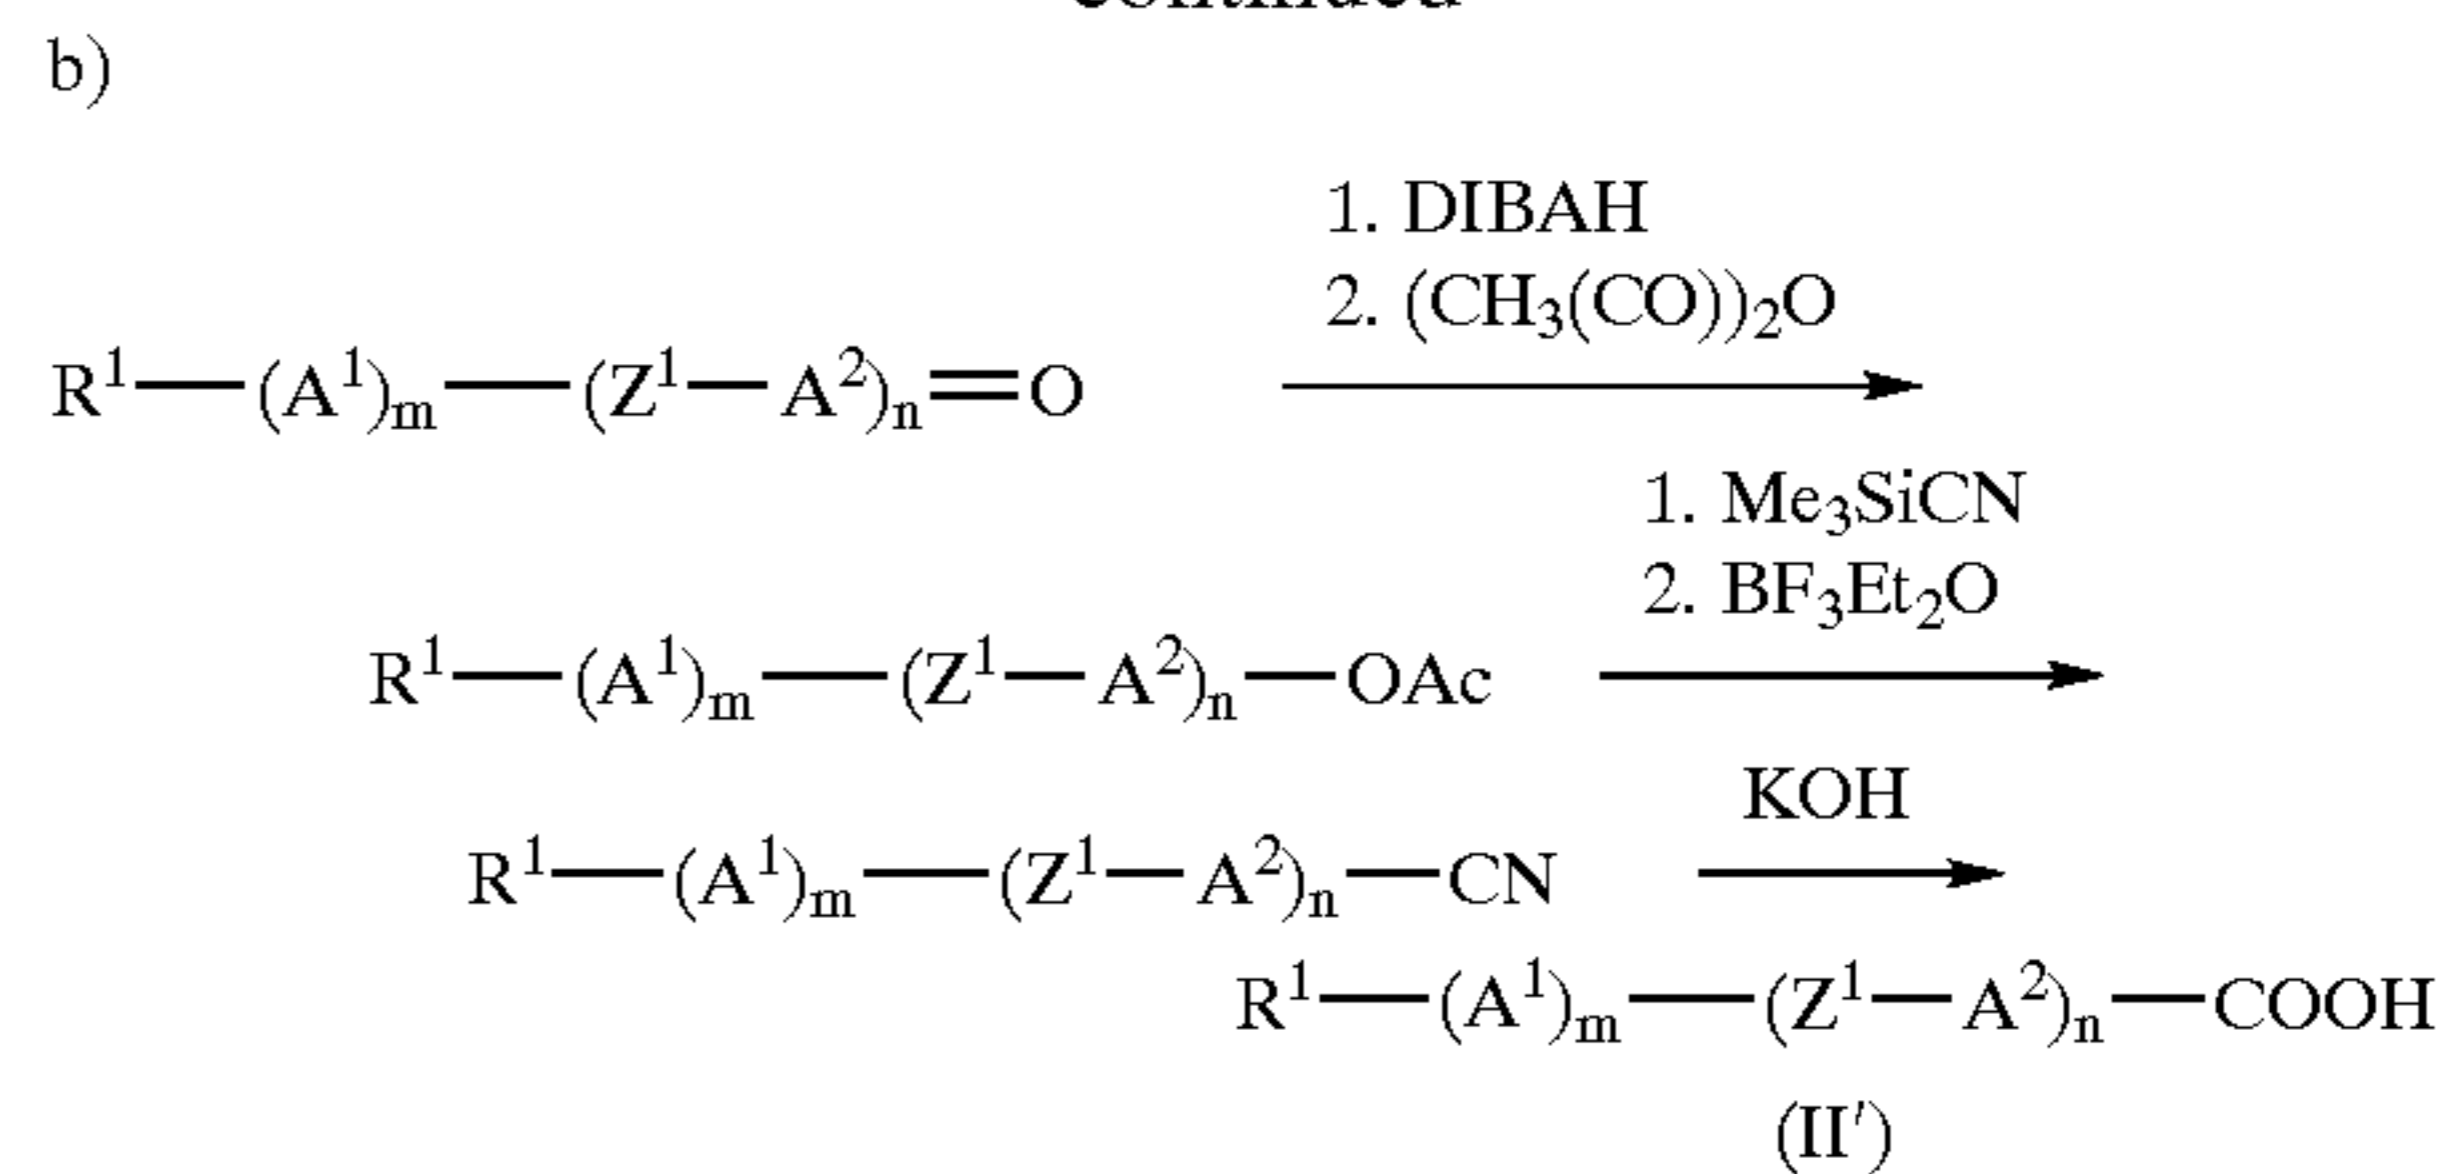 continued
b)
1. DIBAH
2. (CH3(CO))2O
R1—(A1)m—(Z1—A2)n=O
1. Me3SiCN
2. BF3Et2O
R1—(A1)m—(Z1—A2)n—OAc
KOH
R1—(A1)m—(Z1—A2)n—CN
R1—(A1)m—(Z1—A2)n—COOH
(II′)